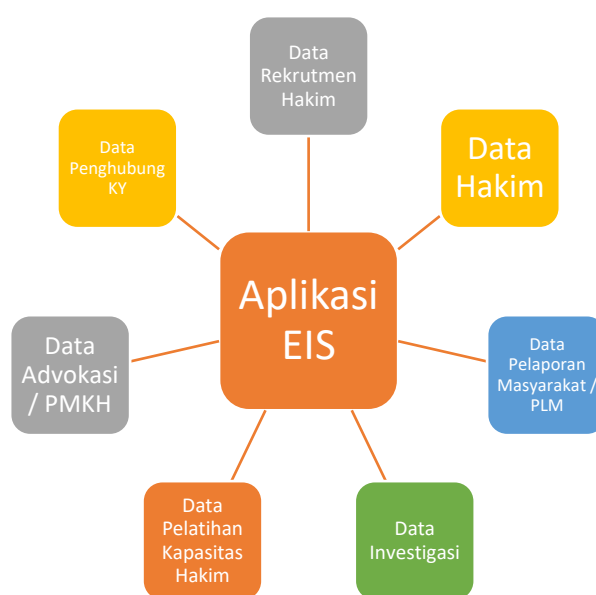 Data
Rekrutmen
Hakim
Data
Penghubung
KY
Data
Hakim
Aplikasi
EIS
Data
Advokasi
/ PMKH
Data
Pelaporan
Masyarakat /
PLM
Data
Pelatihan
Kapasitas
Hakim
Data
Investigasi